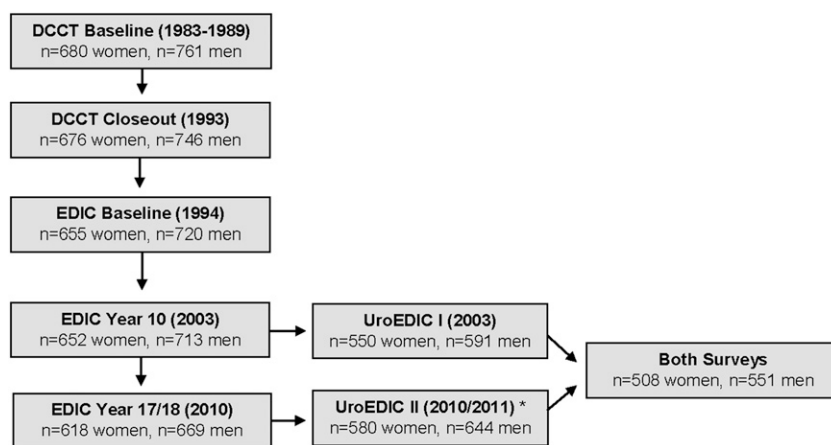 DCCT Baseline (1983-1989)
n=680 women, n=761 men
DCCT Closeout (1993)
n=676 women, n=746 men
EDIC Baseline (1994)
n=655 women, n=720 men
EDIC Year 10 (2003)
n=652 women, n=713 men
UroEDIC I (2003)
n=550 women, n=591 men
Both Surveys
n=508 women, n=551 men
EDIC Year 17/18 (2010)
n=618 women, n=669 men
UroEDIC II (2010/2011) *
n=580 women, n=644 men